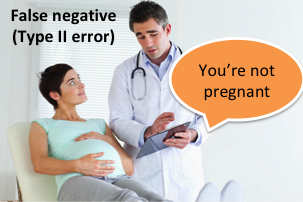 False negative
(Type II error)
You're not
pregnant